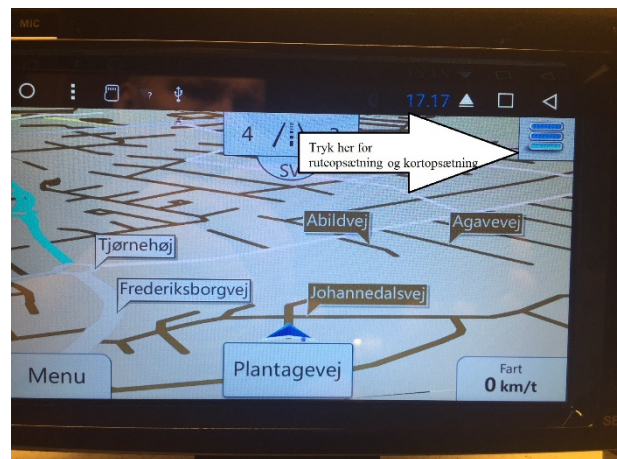 MIC
17.17
4
SV
Tryk her for
ruteopsætning og kortopsætning
Abildvej
Agavevej
Tjørnehøj
Frederiksborgvej
Johannedalsvej
Menu
Plantagevej
Fart
0 km/t